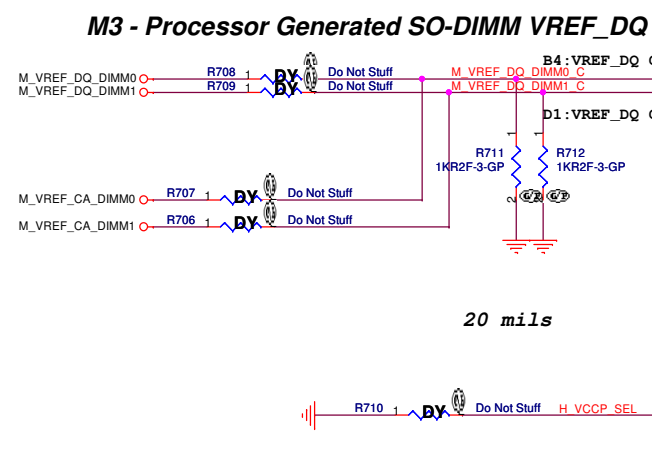 M3 - Processor Generated SO-DIMM VREF_DQ
B4:VREF_DQ
M_VREF_DQ_DIMM0 R708 1 DY Do Not Stuff M_VREF_DQ_DIMM0_C
M_VREF_DQ_DIMM1 R709 1 DY Do Not Stuff M_VREF_DQ_DIMM1_C
D1:VREF_DQ
1 1
R711 R712
1KR2F-3-GP 1KR2F-3-GP
2 2
M_VREF_CA_DIMM0 R707 1 DY Do Not Stuff
M_VREF_CA_DIMM1 R706 1 DY Do Not Stuff
20 mils
R710 1 DY Do Not Stuff H_VCCP_SEL